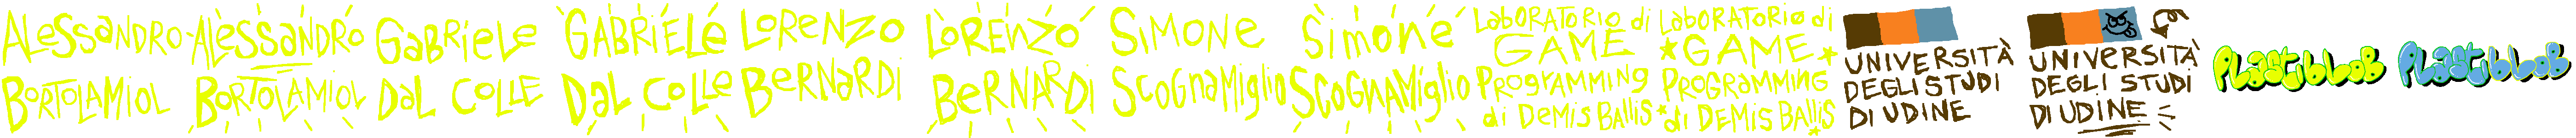 ALESSANDRO
BORTOLAMIOL
ALESSANDRO
BORTOLAMIOL
GABRIELE
DAL COLLE
GABRIELE
DAL COLLE
LORENZO
BERNARDI
LORENZO
BERNARDI
SIMONE
SCOGNAMIGLIO
SIMONE
SCOGNAMIGLIO
LABORATORIO di
GAME
PROGRAMMING
di DEMIS BALLIS
LABORATORIO di
GAME
PROGRAMMING
di DEMIS BALLIS
UNIVERSITÀ
DEGLI STUDI
DI UDINE
UNIVERSITÀ
DEGLI STUDI
DI UDINE
PLASTIBLOB
PLASTIBLOB